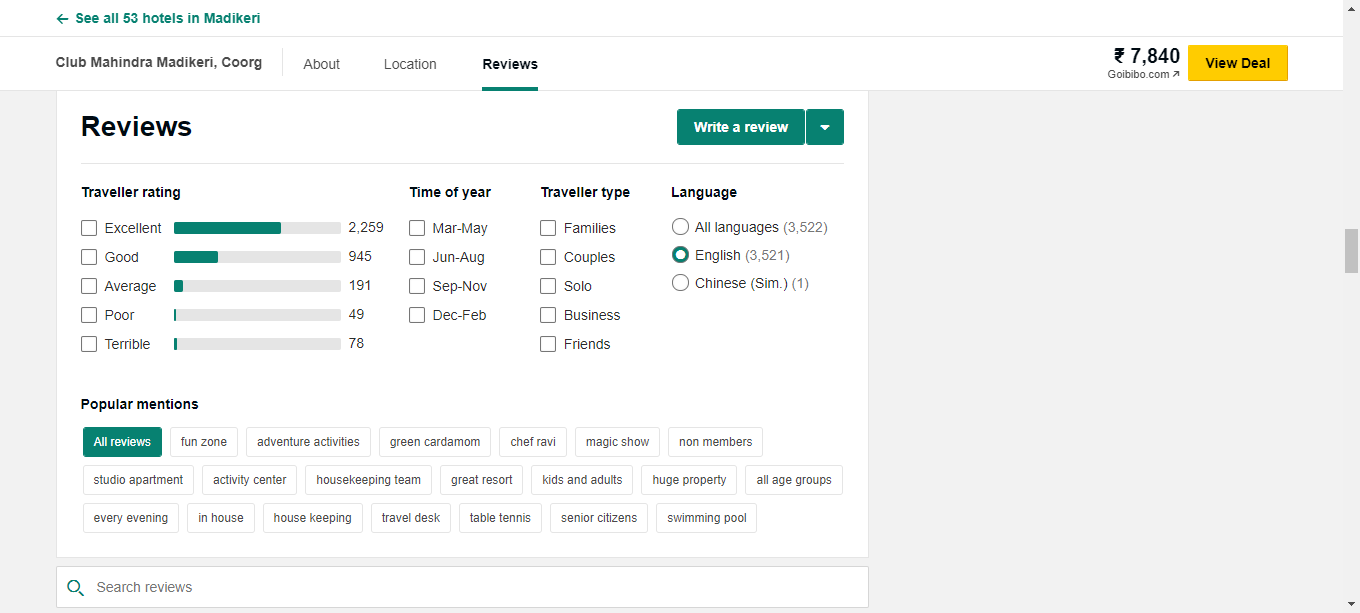 ← See all 53 hotels in Madikeri
Club Mahindra Madikeri, Coorg About Location Reviews ₹ 7,840 View Deal
Goibibo.com ↗
Reviews Write a review
Traveller rating Time of year Traveller type Language
Excellent 2,259 Mar-May Families All languages (3,522)
Good 945 Jun-Aug Couples English (3,521)
Average 191 Sep-Nov Solo Chinese (Sim.) (1)
Poor 49 Dec-Feb Business
Terrible 78 Friends
Popular mentions
All reviews fun zone adventure activities green cardamom chef ravi magic show non members
studio apartment activity center housekeeping team great resort kids and adults huge property all age groups
every evening in house house keeping travel desk table tennis senior citizens swimming pool
Search reviews